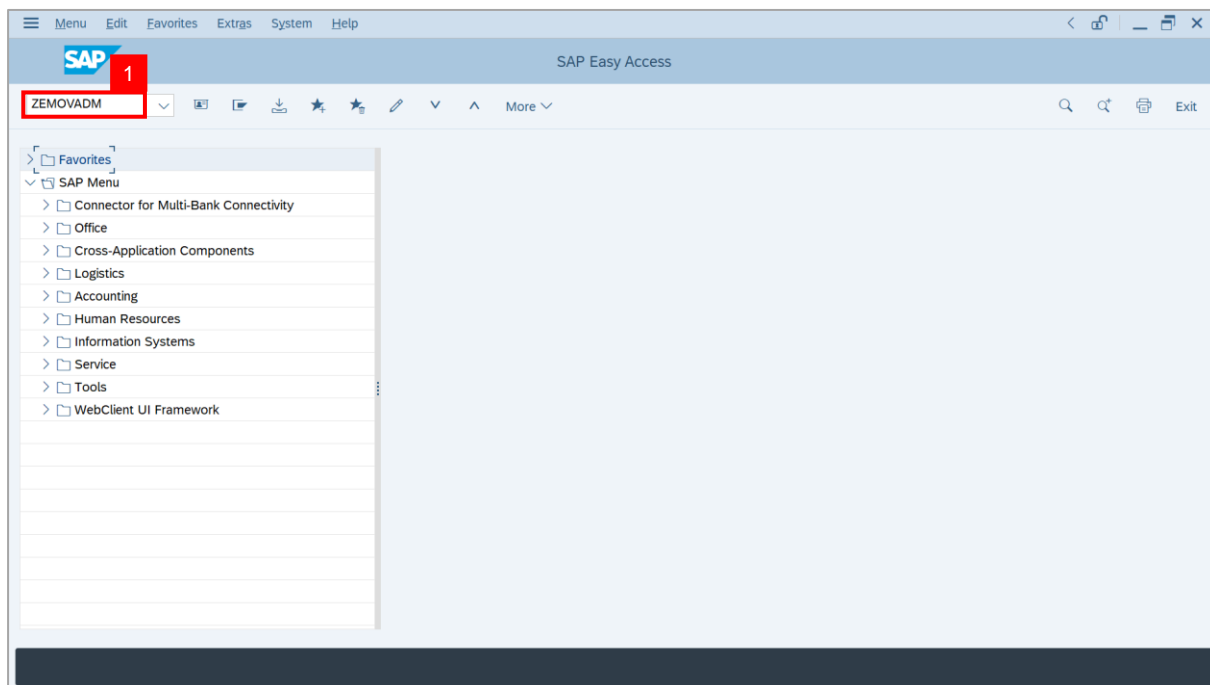 Menu Edit Favorites Extras System Help
SAP
SAP Easy Access
1
ZEMOVADM
More
Exit
Favorites
SAP Menu
Connector for Multi-Bank Connectivity
Office
Cross-Application Components
Logistics
Accounting
Human Resources
Information Systems
Service
Tools
WebClient UI Framework